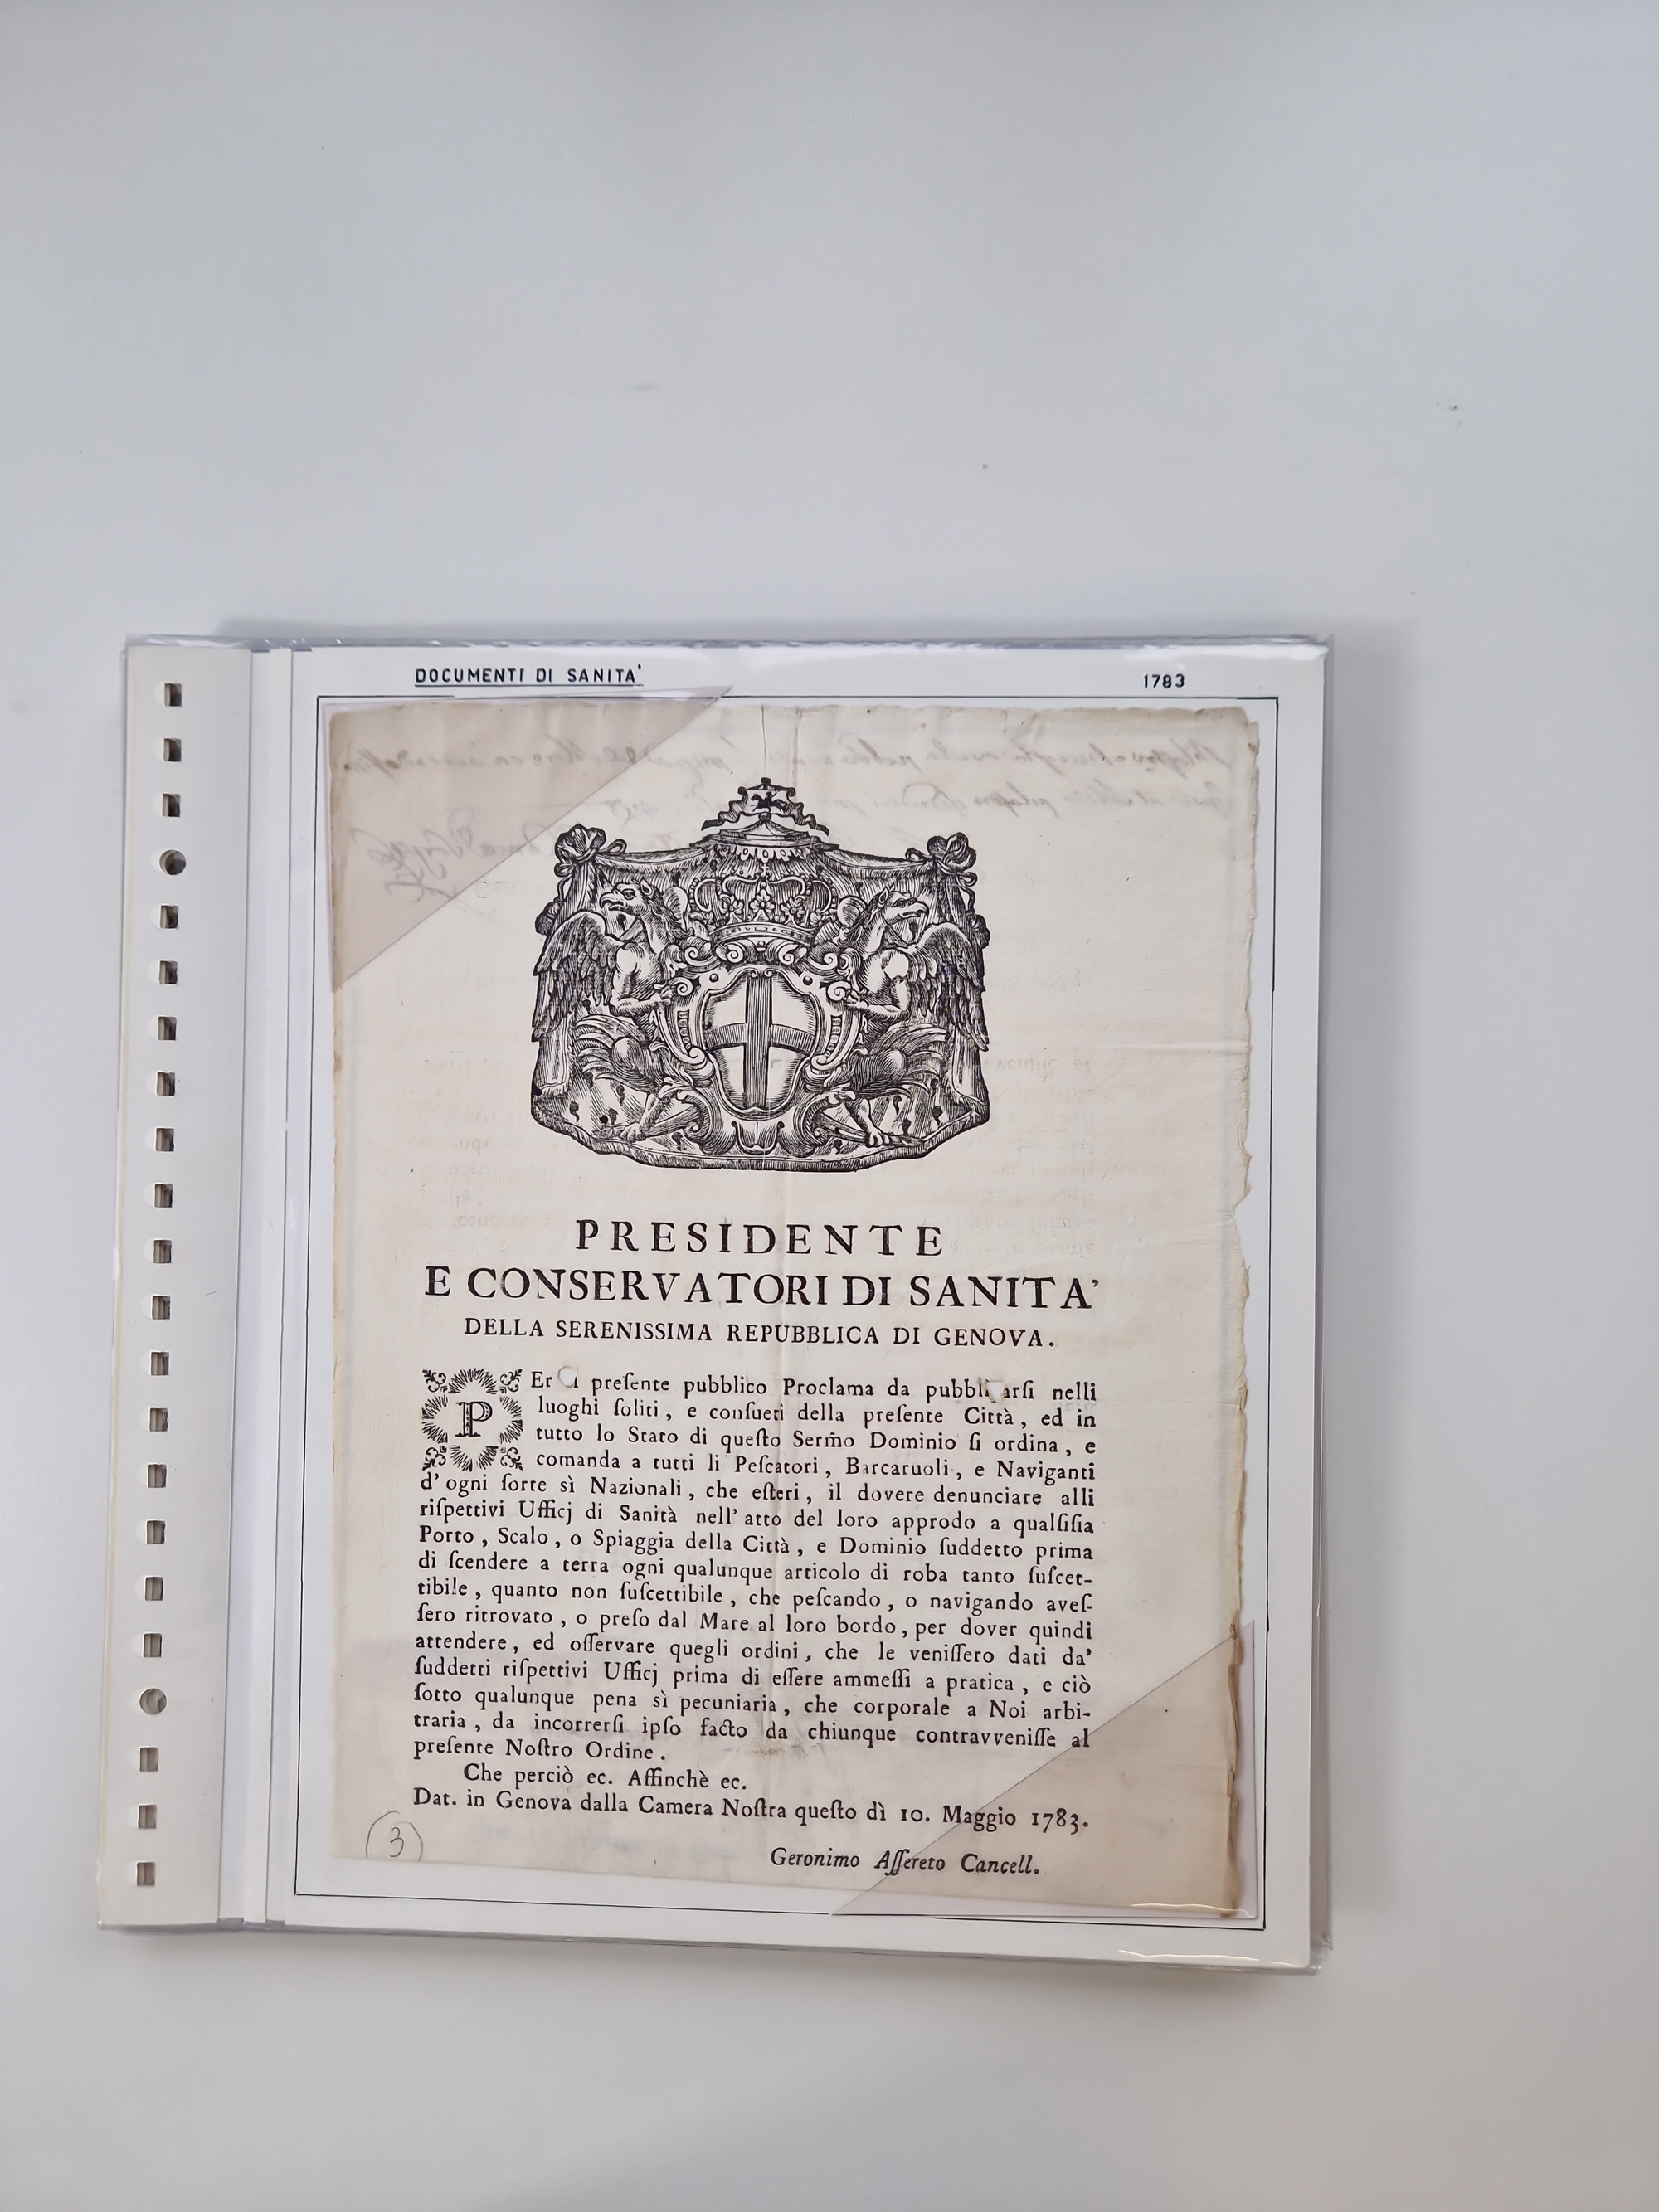 DOCUMENTI DI SANITA'
1783
PRESIDENTE
E CONSERVATORI DI SANITA'
DELLA SERENISSIMA REPUBBLICA DI GENOVA.
PEr preſente pubblico Proclama da nelli
luoghi ſoliti, e conſueti della preſente Città, ed in
tutto lo Stato di queſto Serm̃o Dominio ſi ordina, e
comanda a tutti li Peſcatori, Barcaruoli, e Naviganti
d'ogni ſorte sì Nazionali, che eſteri, il dovere denunciare alli
riſpettivi Ufficj di Sanità nell'atto del loro approdo a qualſiſia
Porto, Scalo, o Spiaggia della Città, e Dominio ſuddetto prima
di ſcendere a terra ogni qualunque articolo di roba tanto ſuſcet-
tibile, quanto non ſuſcettibile, che peſcando, o navigando aveſ-
ſero ritrovato, o preſo dal Mare al loro bordo, per dover quindi
attendere, ed oſſervare quegli ordini, che le veniſſero dati da'
ſuddetti riſpettivi Ufficj prima di eſſere ammeſſi a pratica, e ciò
ſotto qualunque pena sì pecuniaria, che corporale a Noi arbi-
traria, da incorrerſi ipſo facto da chiunque contravveniſſe al
preſente Noſtro Ordine.
Che perciò ec. Affinchè ec.
Dat. in Genova dalla Camera Noſtra queſto dì 10. Maggio 1783.
Geronimo Aſſereto Cancell.
3